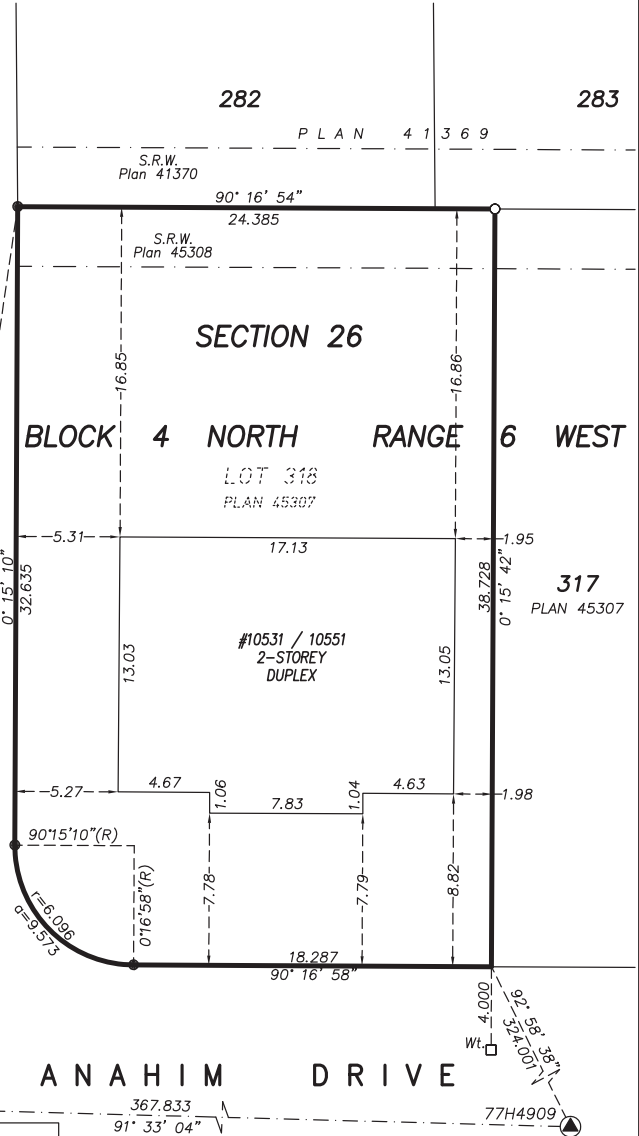 282
283
PLAN 41369
S.R.W.
Plan 41370
90° 16' 54"
24.385
S.R.W.
Plan 45308
SECTION 26
16.85
16.86
BLOCK 4 NORTH RANGE 6 WEST
LOT 318
PLAN 45307
5.31
17.13
1.95
0° 15' 10"
32.635
38.728
0° 15' 42"
317
PLAN 45307
#10531 / 10551
2-STOREY
DUPLEX
13.03
13.05
4.67
1.06
7.83
1.04
4.63
5.27
1.98
90°15'10"(R)
0°16'58"(R)
r=6.096
a=9.573
7.78
7.79
8.82
18.287
90° 16' 58"
4.000
Wt.
92° 58' 38"
324.001
ANAHIM DRIVE
367.833
91° 33' 04"
77H4909